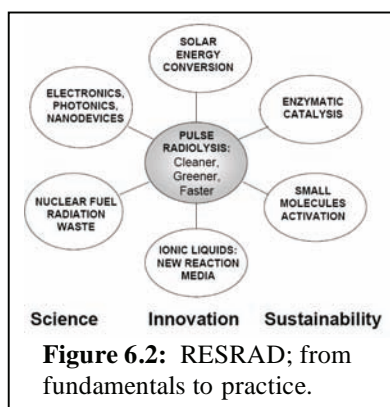 SOLAR
ENERGY
CONVERSION
ELECTRONICS,
PHOTONICS,
NANODEVICES
ENZYMATIC
CATALYSIS
PULSE
RADIOLYSIS:
Cleaner,
Greener,
Faster
NUCLEAR FUEL
RADIATION
WASTE
SMALL
MOLECULES
ACTIVATION
IONIC LIQUIDS:
NEW REACTION
MEDIA
Science Innovation Sustainability
Figure 6.2: RESRAD; from
fundamentals to practice.